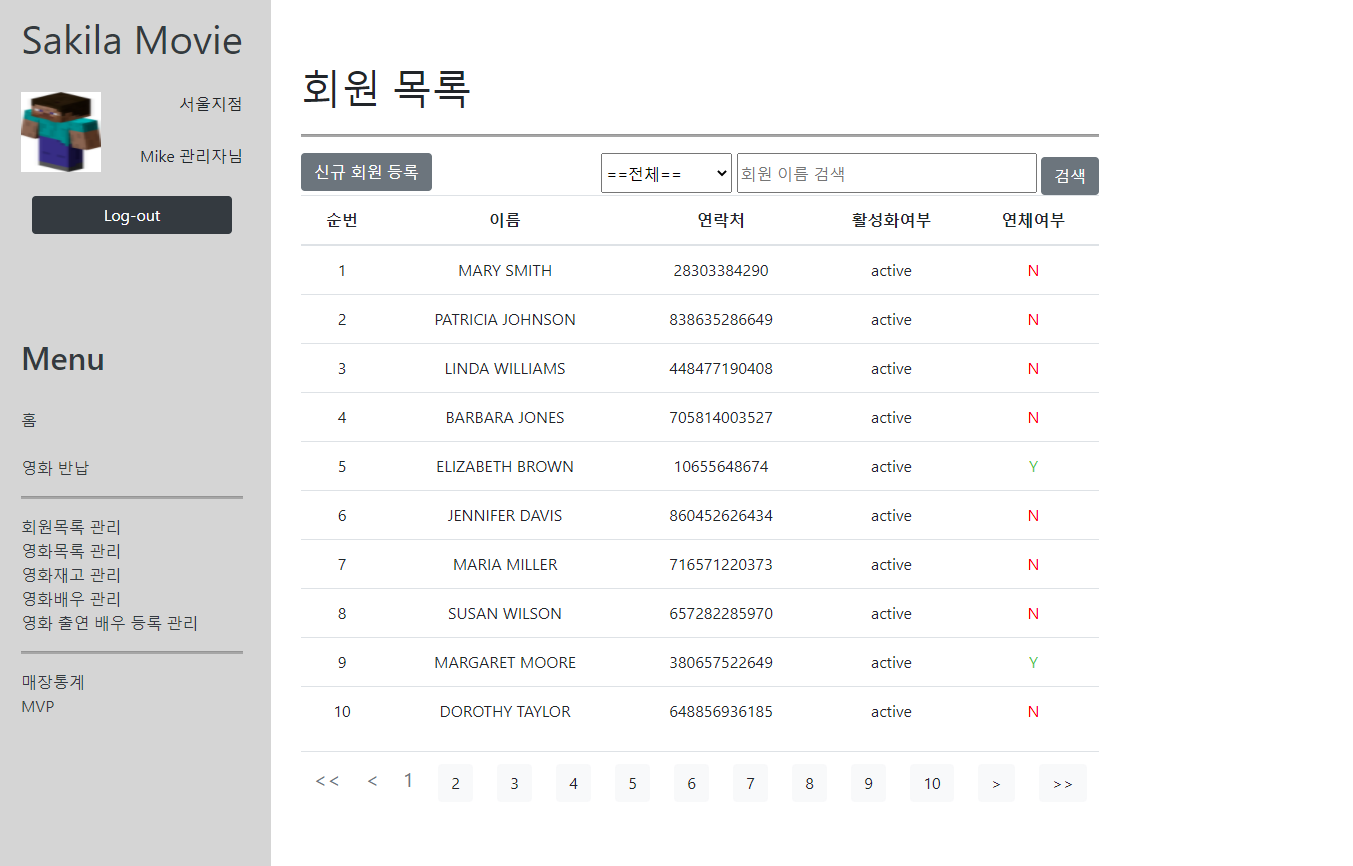 Sakila Movie
서울지점
Mike 관리자님
Log-out
Menu
홈
영화 반납
회원목록 관리
영화목록 관리
영화재고 관리
영화배우 관리
영화 출연 배우 등록 관리
매장통계
MVP
회원 목록
신규 회원 등록 ==전체== 회원 이름 검색 검색
순번 이름 연락처 활성화여부 연체여부
1 MARY SMITH 28303384290 active N
2 PATRICIA JOHNSON 838635286649 active N
3 LINDA WILLIAMS 448477190408 active N
4 BARBARA JONES 705814003527 active N
5 ELIZABETH BROWN 10655648674 active Y
6 JENNIFER DAVIS 860452626434 active N
7 MARIA MILLER 716571220373 active N
8 SUSAN WILSON 657282285970 active N
9 MARGARET MOORE 380657522649 active Y
10 DOROTHY TAYLOR 648856936185 active N
<< < 1 2 3 4 5 6 7 8 9 10 > >>